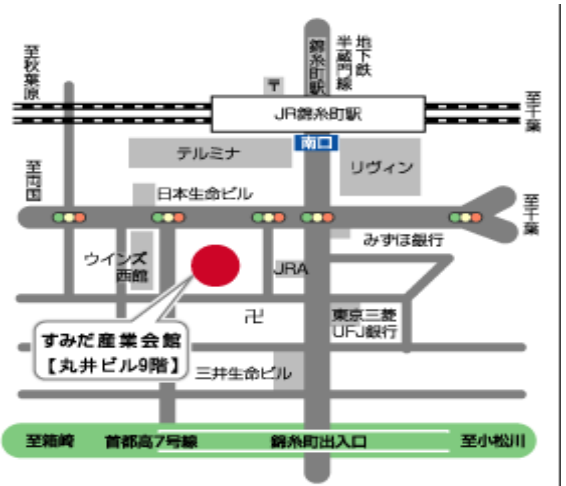 至秋葉原
錦糸町駅
地下鉄
半蔵門線
〒
JR錦糸町駅
至千葉
南口
テルミナ
リヴィン
至両国
日本生命ビル
至千葉
みずほ銀行
ウインズ
西館
JRA
卍
東京三菱
UFJ銀行
すみだ産業会館
【丸井ビル9階】
三井生命ビル
至箱崎
首都高7号線
錦糸町出入口
至小松川